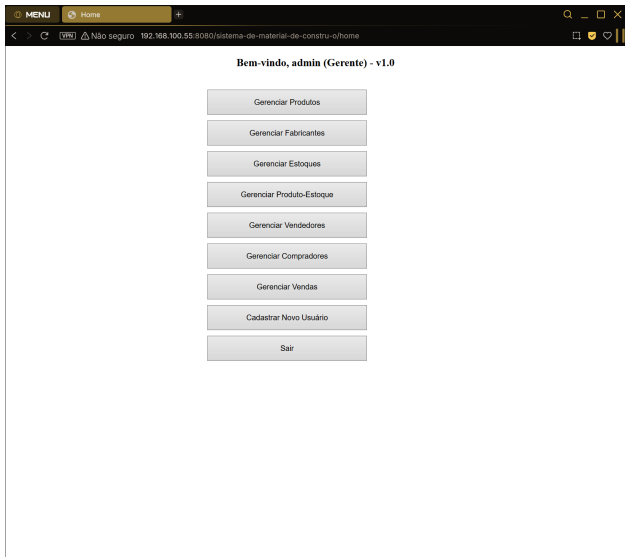 MENU
Home
VPN
Não seguro 192.168.100.55:8080/sistema-de-material-de-constru-o/home
Bem-vindo, admin (Gerente) - v1.0
Gerenciar Produtos
Gerenciar Fabricantes
Gerenciar Estoques
Gerenciar Produto-Estoque
Gerenciar Vendedores
Gerenciar Compradores
Gerenciar Vendas
Cadastrar Novo Usuário
Sair